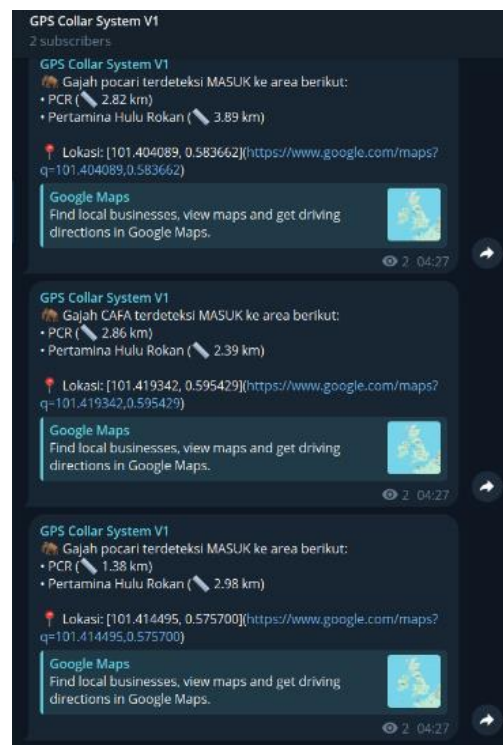 GPS Collar System V1
2 subscribers
GPS Collar System V1
🐘 Gajah pocari terdeteksi MASUK ke area berikut:
• PCR (📏 2.82 km)
• Pertamina Hulu Rokan (📏 3.89 km)
📍 Lokasi: [101.404089, 0.583662](https://www.google.com/maps?
q=101.404089,0.583662)
Google Maps
Find local businesses, view maps and get driving
directions in Google Maps.
2 04:27
GPS Collar System V1
🐘 Gajah CAFA terdeteksi MASUK ke area berikut:
• PCR (📏 2.86 km)
• Pertamina Hulu Rokan (📏 2.39 km)
📍 Lokasi: [101.419342, 0.595429](https://www.google.com/maps?
q=101.419342,0.595429)
Google Maps
Find local businesses, view maps and get driving
directions in Google Maps.
2 04:27
GPS Collar System V1
🐘 Gajah pocari terdeteksi MASUK ke area berikut:
• PCR (📏 1.38 km)
• Pertamina Hulu Rokan (📏 2.98 km)
📍 Lokasi: [101.414495, 0.575700](https://www.google.com/maps?
q=101.414495,0.575700)
Google Maps
Find local businesses, view maps and get driving
directions in Google Maps.
2 04:27